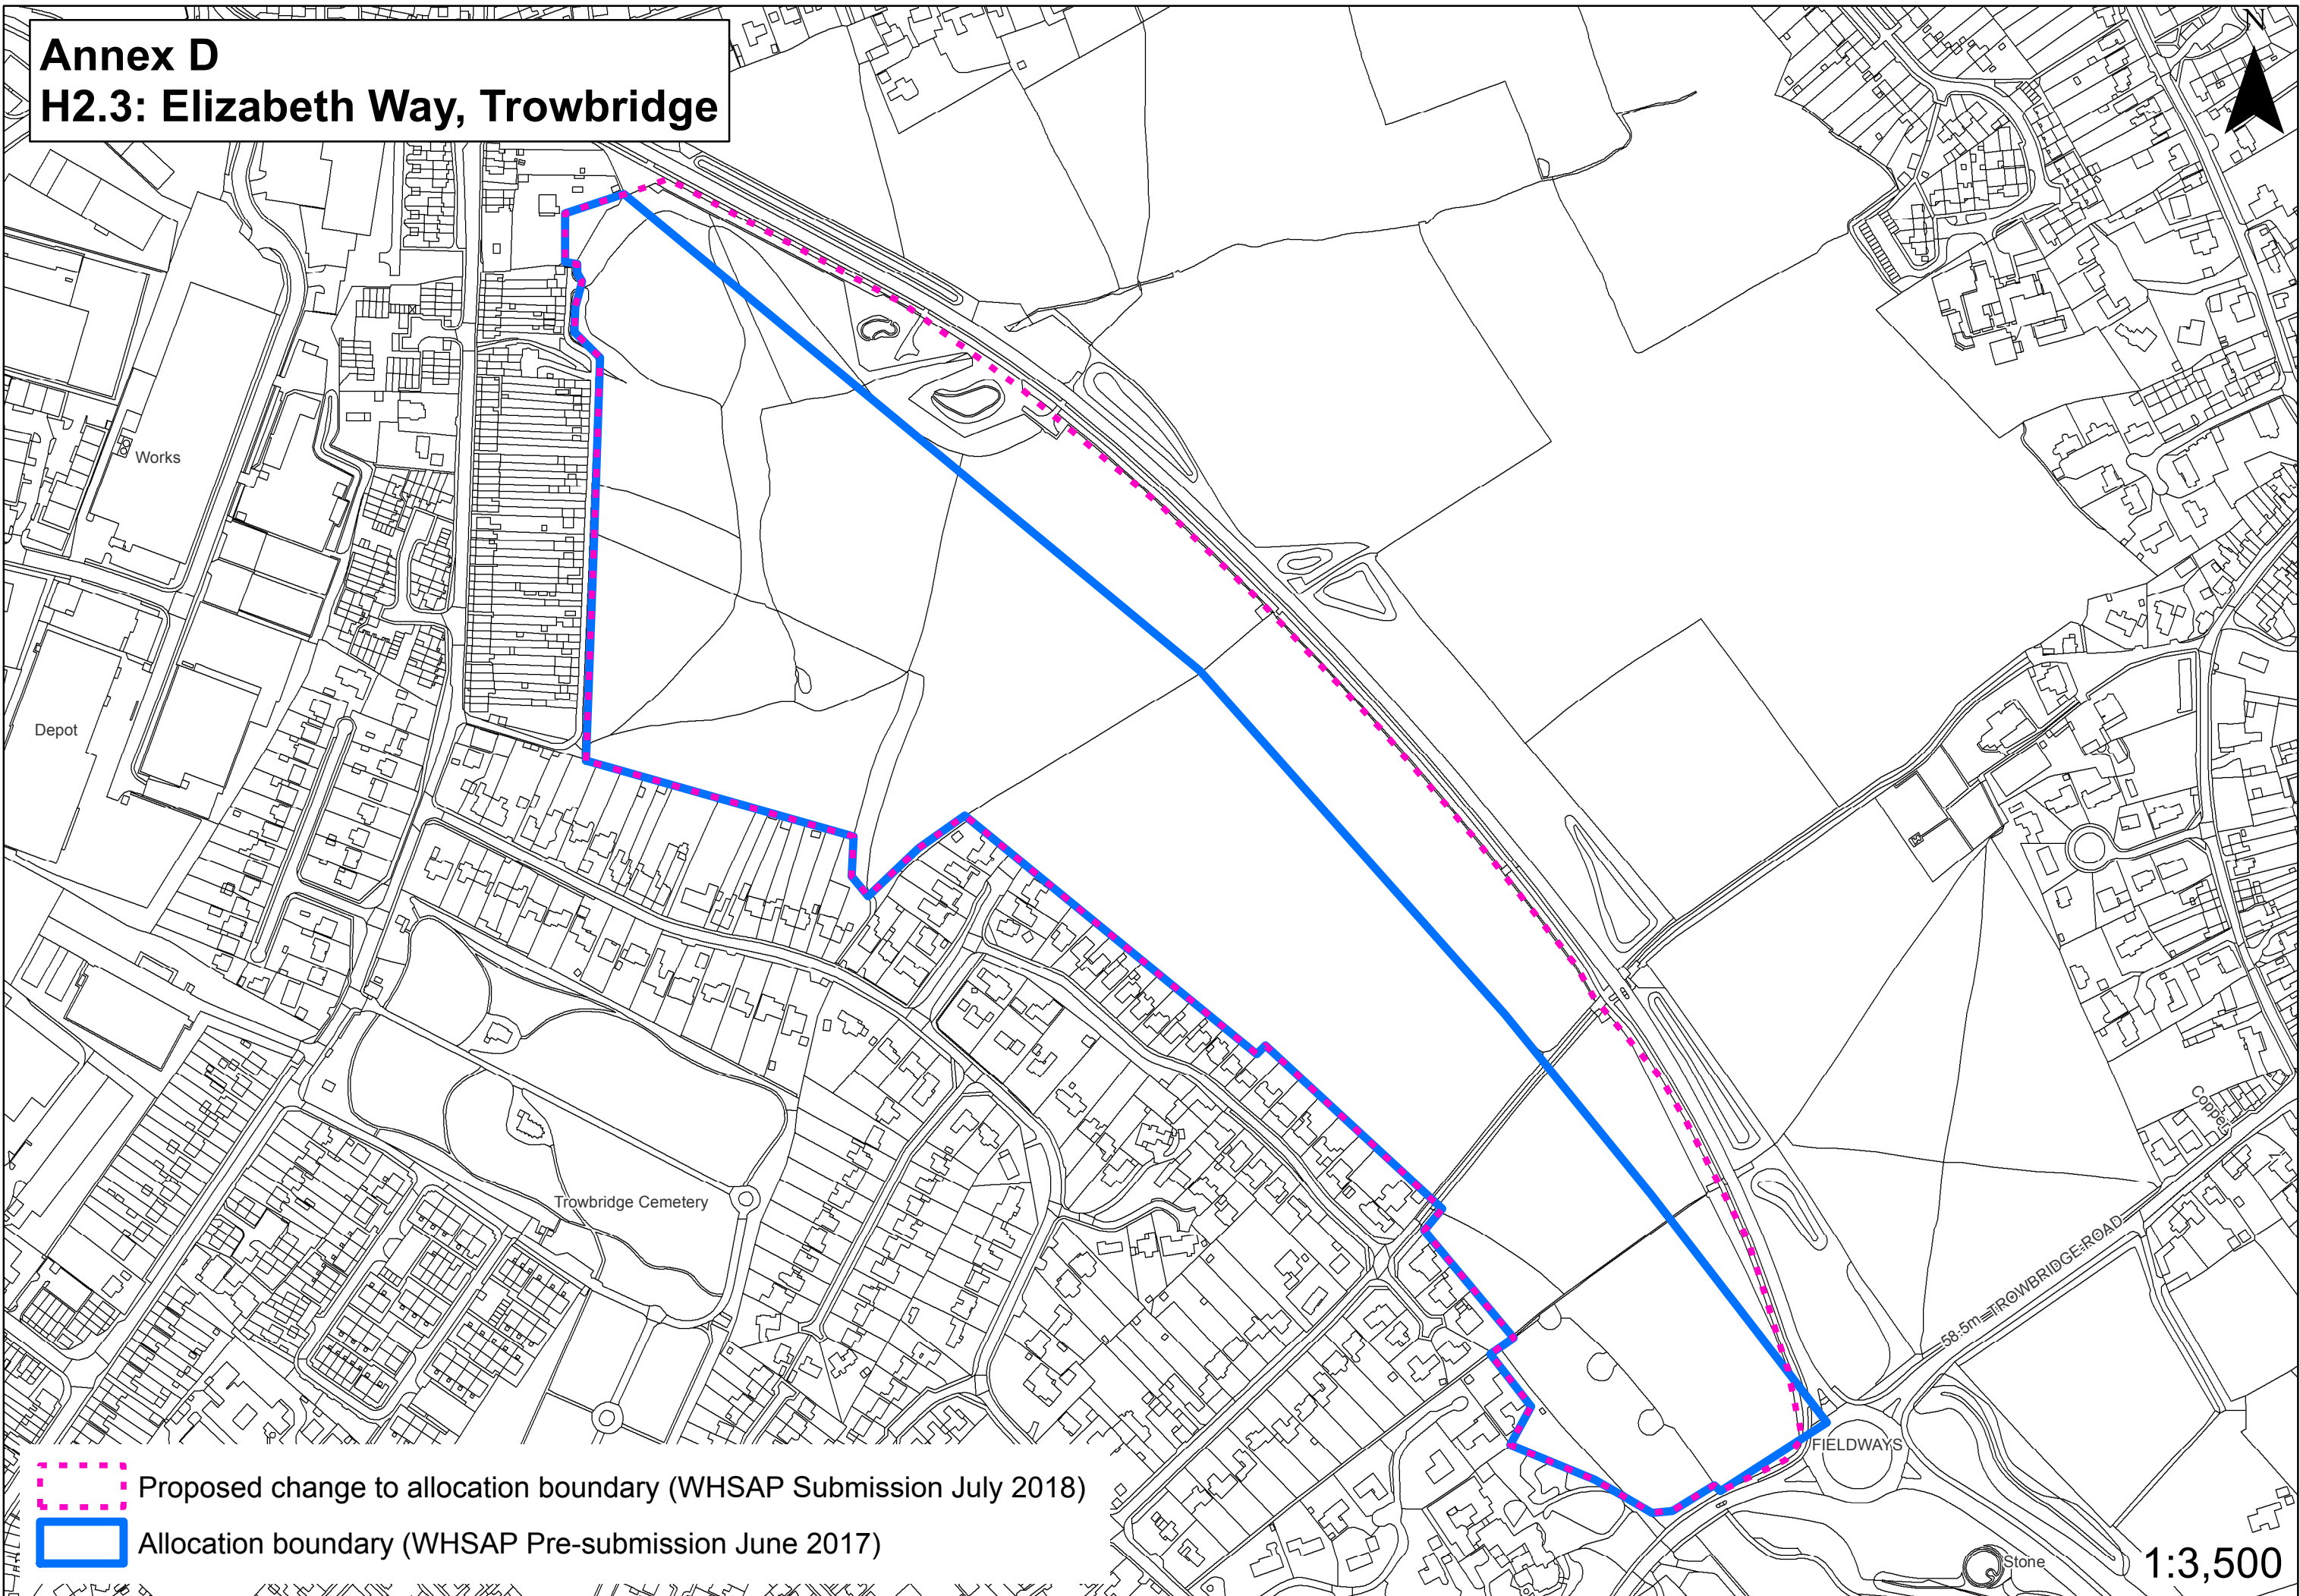 Annex D
H2.3: Elizabeth Way, Trowbridge
N
Works
Depot
Trowbridge Cemetery
Copper
58.5m
TROWBRIDGE ROAD
FIELDWAYS
Stone
Proposed change to allocation boundary (WHSAP Submission July 2018)
Allocation boundary (WHSAP Pre-submission June 2017)
1:3,500